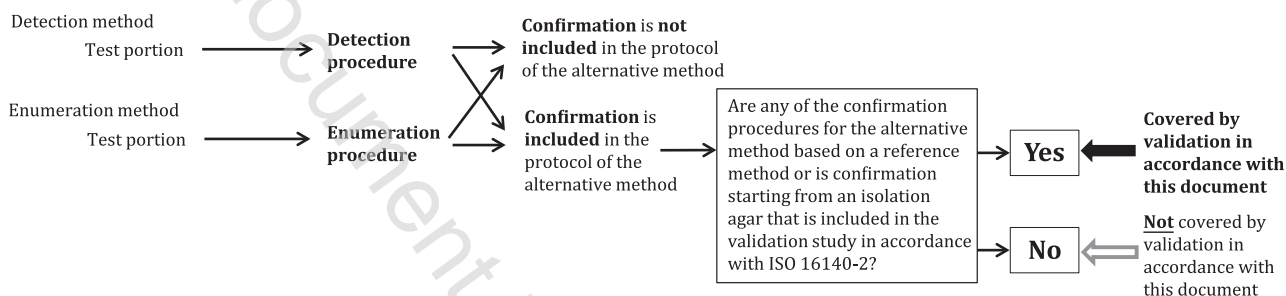 Detection method
Test portion
Detection
procedure
Enumeration method
Test portion
Enumeration
procedure
Confirmation is not
included in the protocol
of the alternative method
Confirmation is
included in the
protocol of the
alternative method
Are any of the confirmation
procedures for the alternative
method based on a reference
method or is confirmation
starting from an isolation
agar that is included in the
validation study in accordance
with ISO 16140-2?
Yes
No
Covered by
validation in
accordance with
this document
Not covered by
validation in
accordance with
this document
ocument